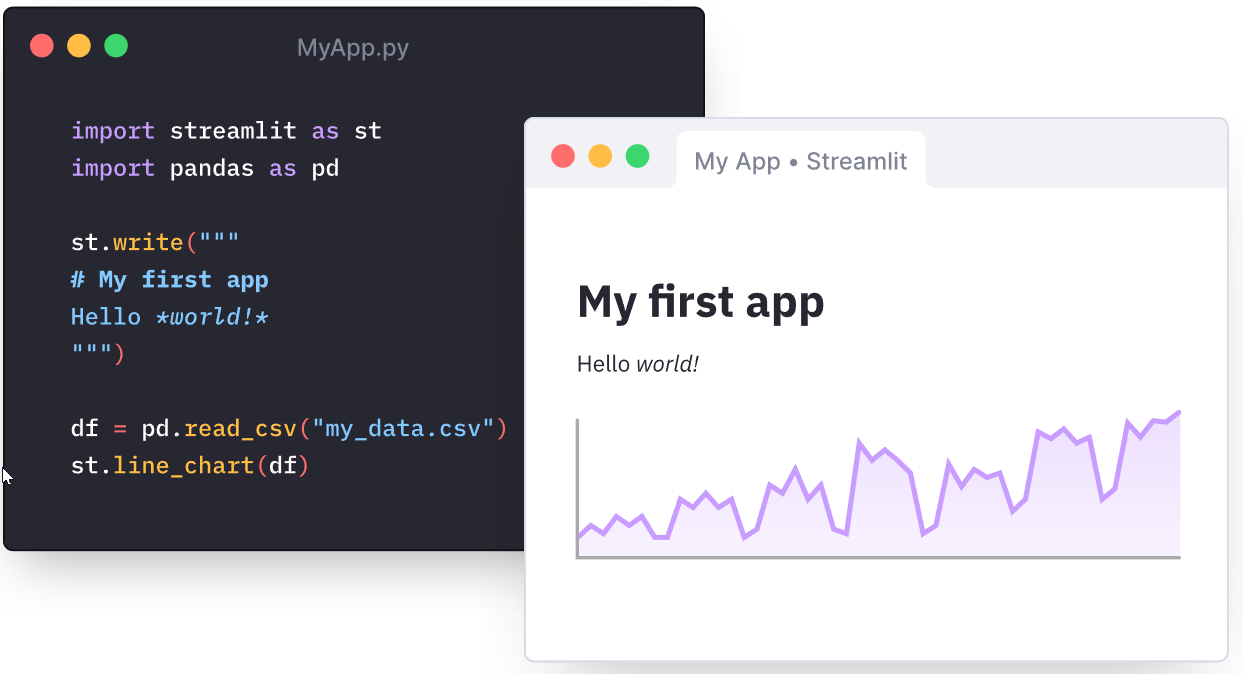 MyApp.py
import streamlit as st
import pandas as pd
st.write("""
# My first app
Hello *world!*
""")
df = pd.read_csv("my_data.csv")
st.line_chart(df)
My App • Streamlit
My first app
Hello world!